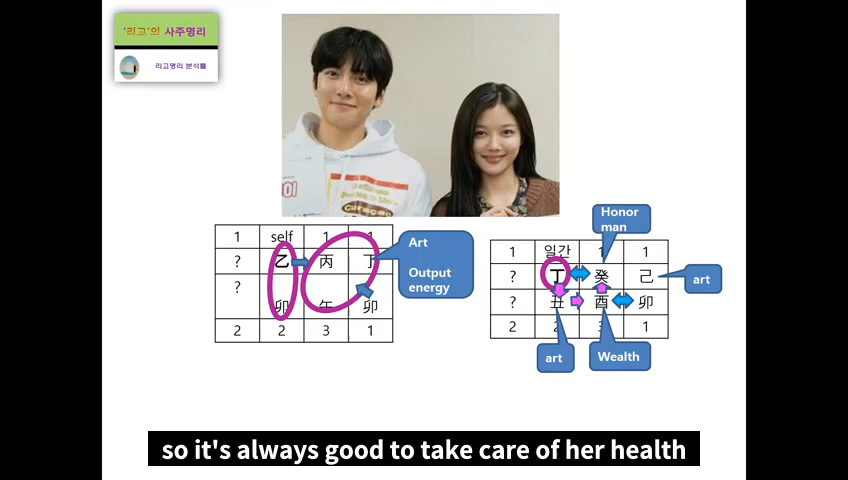 '리고'의 사주명리
리고명리 분석틀
Curaçao
1 self 1 1
? 乙 丙 丁
? 卯 午 卯
2 2 3 1
Art
Output
energy
1 일간 1 1
? 丁 癸 己
? 丑 酉 卯
2 2 3 1
Honor
man
art
art
Wealth
so it's always good to take care of her health